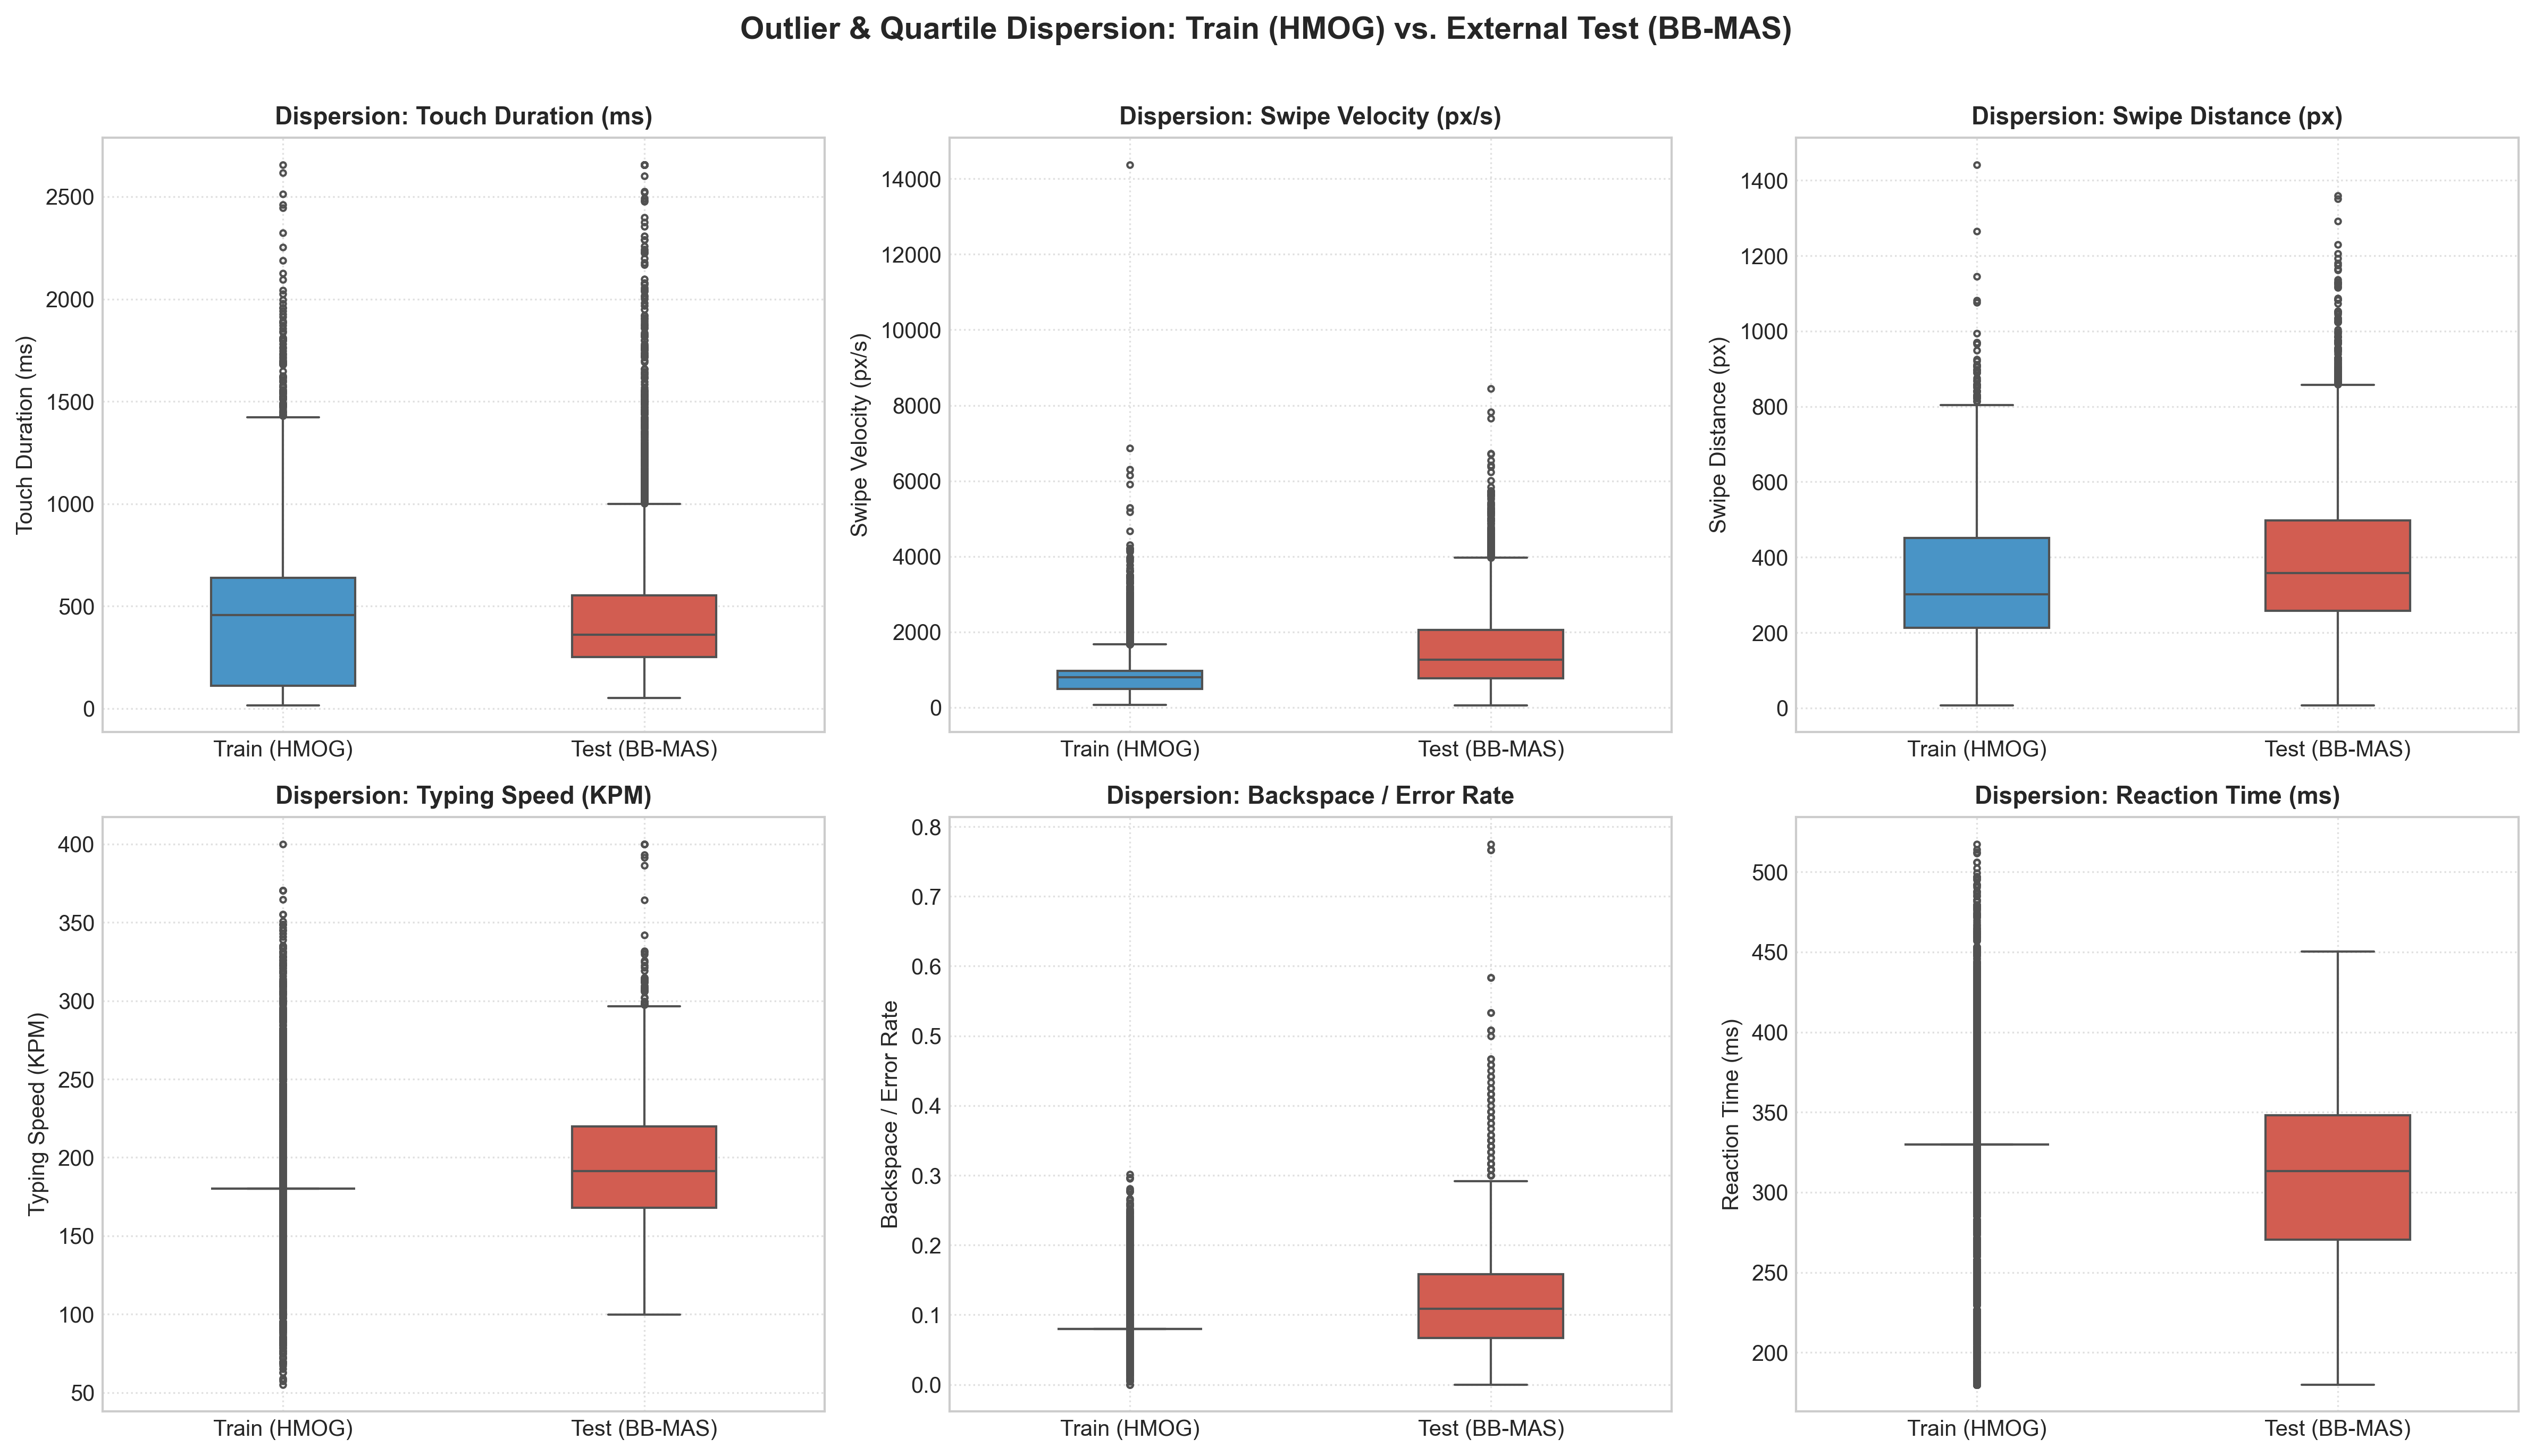 Outlier & Quartile Dispersion: Train (HMOG) vs. External Test (BB-MAS)
Dispersion: Touch Duration (ms)
Touch Duration (ms)
2500
2000
1500
1000
500
0
Train (HMOG)
Test (BB-MAS)
Dispersion: Swipe Velocity (px/s)
Swipe Velocity (px/s)
14000
12000
10000
8000
6000
4000
2000
0
Train (HMOG)
Test (BB-MAS)
Dispersion: Swipe Distance (px)
Swipe Distance (px)
1400
1200
1000
800
600
400
200
0
Train (HMOG)
Test (BB-MAS)
Dispersion: Typing Speed (KPM)
Typing Speed (KPM)
400
350
300
250
200
150
100
50
Train (HMOG)
Test (BB-MAS)
Dispersion: Backspace / Error Rate
Backspace / Error Rate
0.8
0.7
0.6
0.5
0.4
0.3
0.2
0.1
0.0
Train (HMOG)
Test (BB-MAS)
Dispersion: Reaction Time (ms)
Reaction Time (ms)
500
450
400
350
300
250
200
Train (HMOG)
Test (BB-MAS)